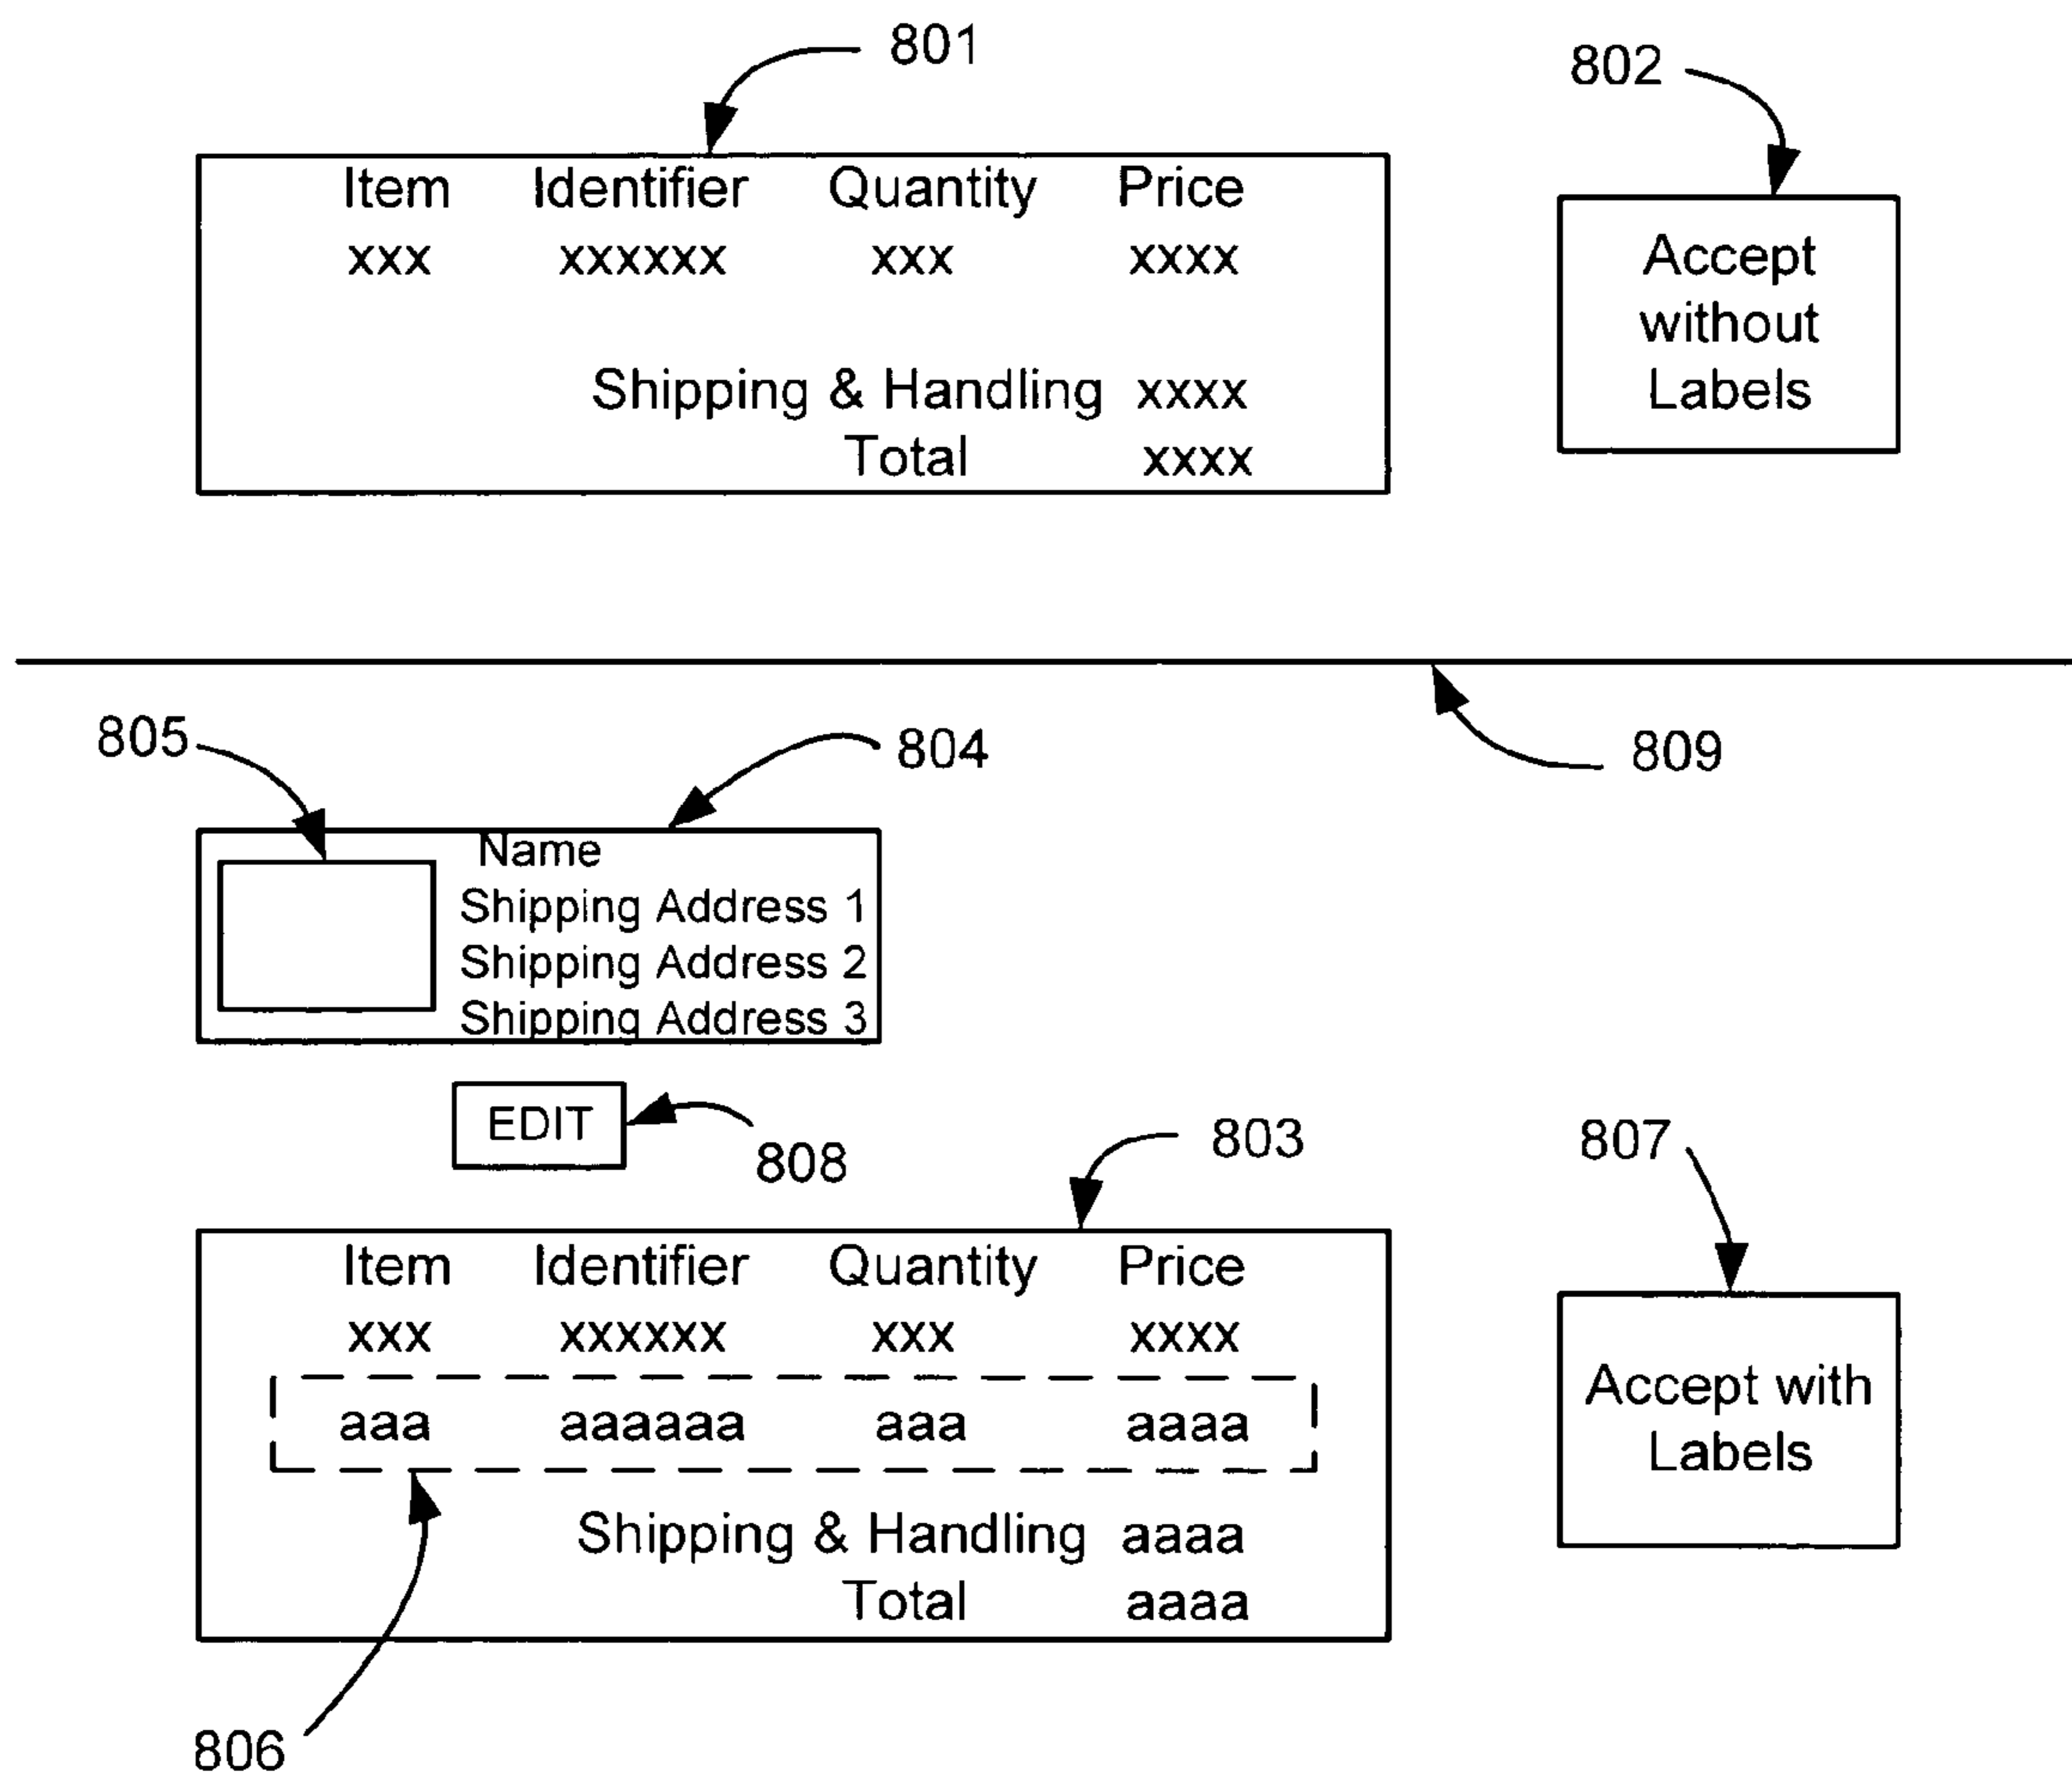 801
802
Item Identifier Quantity Price
xxx xxxxxx xxx xxxx
Shipping & Handling xxxx
Total xxxx
Accept
without
Labels
805
804
809
Name
Shipping Address 1
Shipping Address 2
Shipping Address 3
EDIT
808
803
807
Item Identifier Quantity Price
xxx xxxxxx xxx xxxx
aaa aaaaaa aaa aaaa
Shipping & Handling aaaa
Total aaaa
Accept with
Labels
806